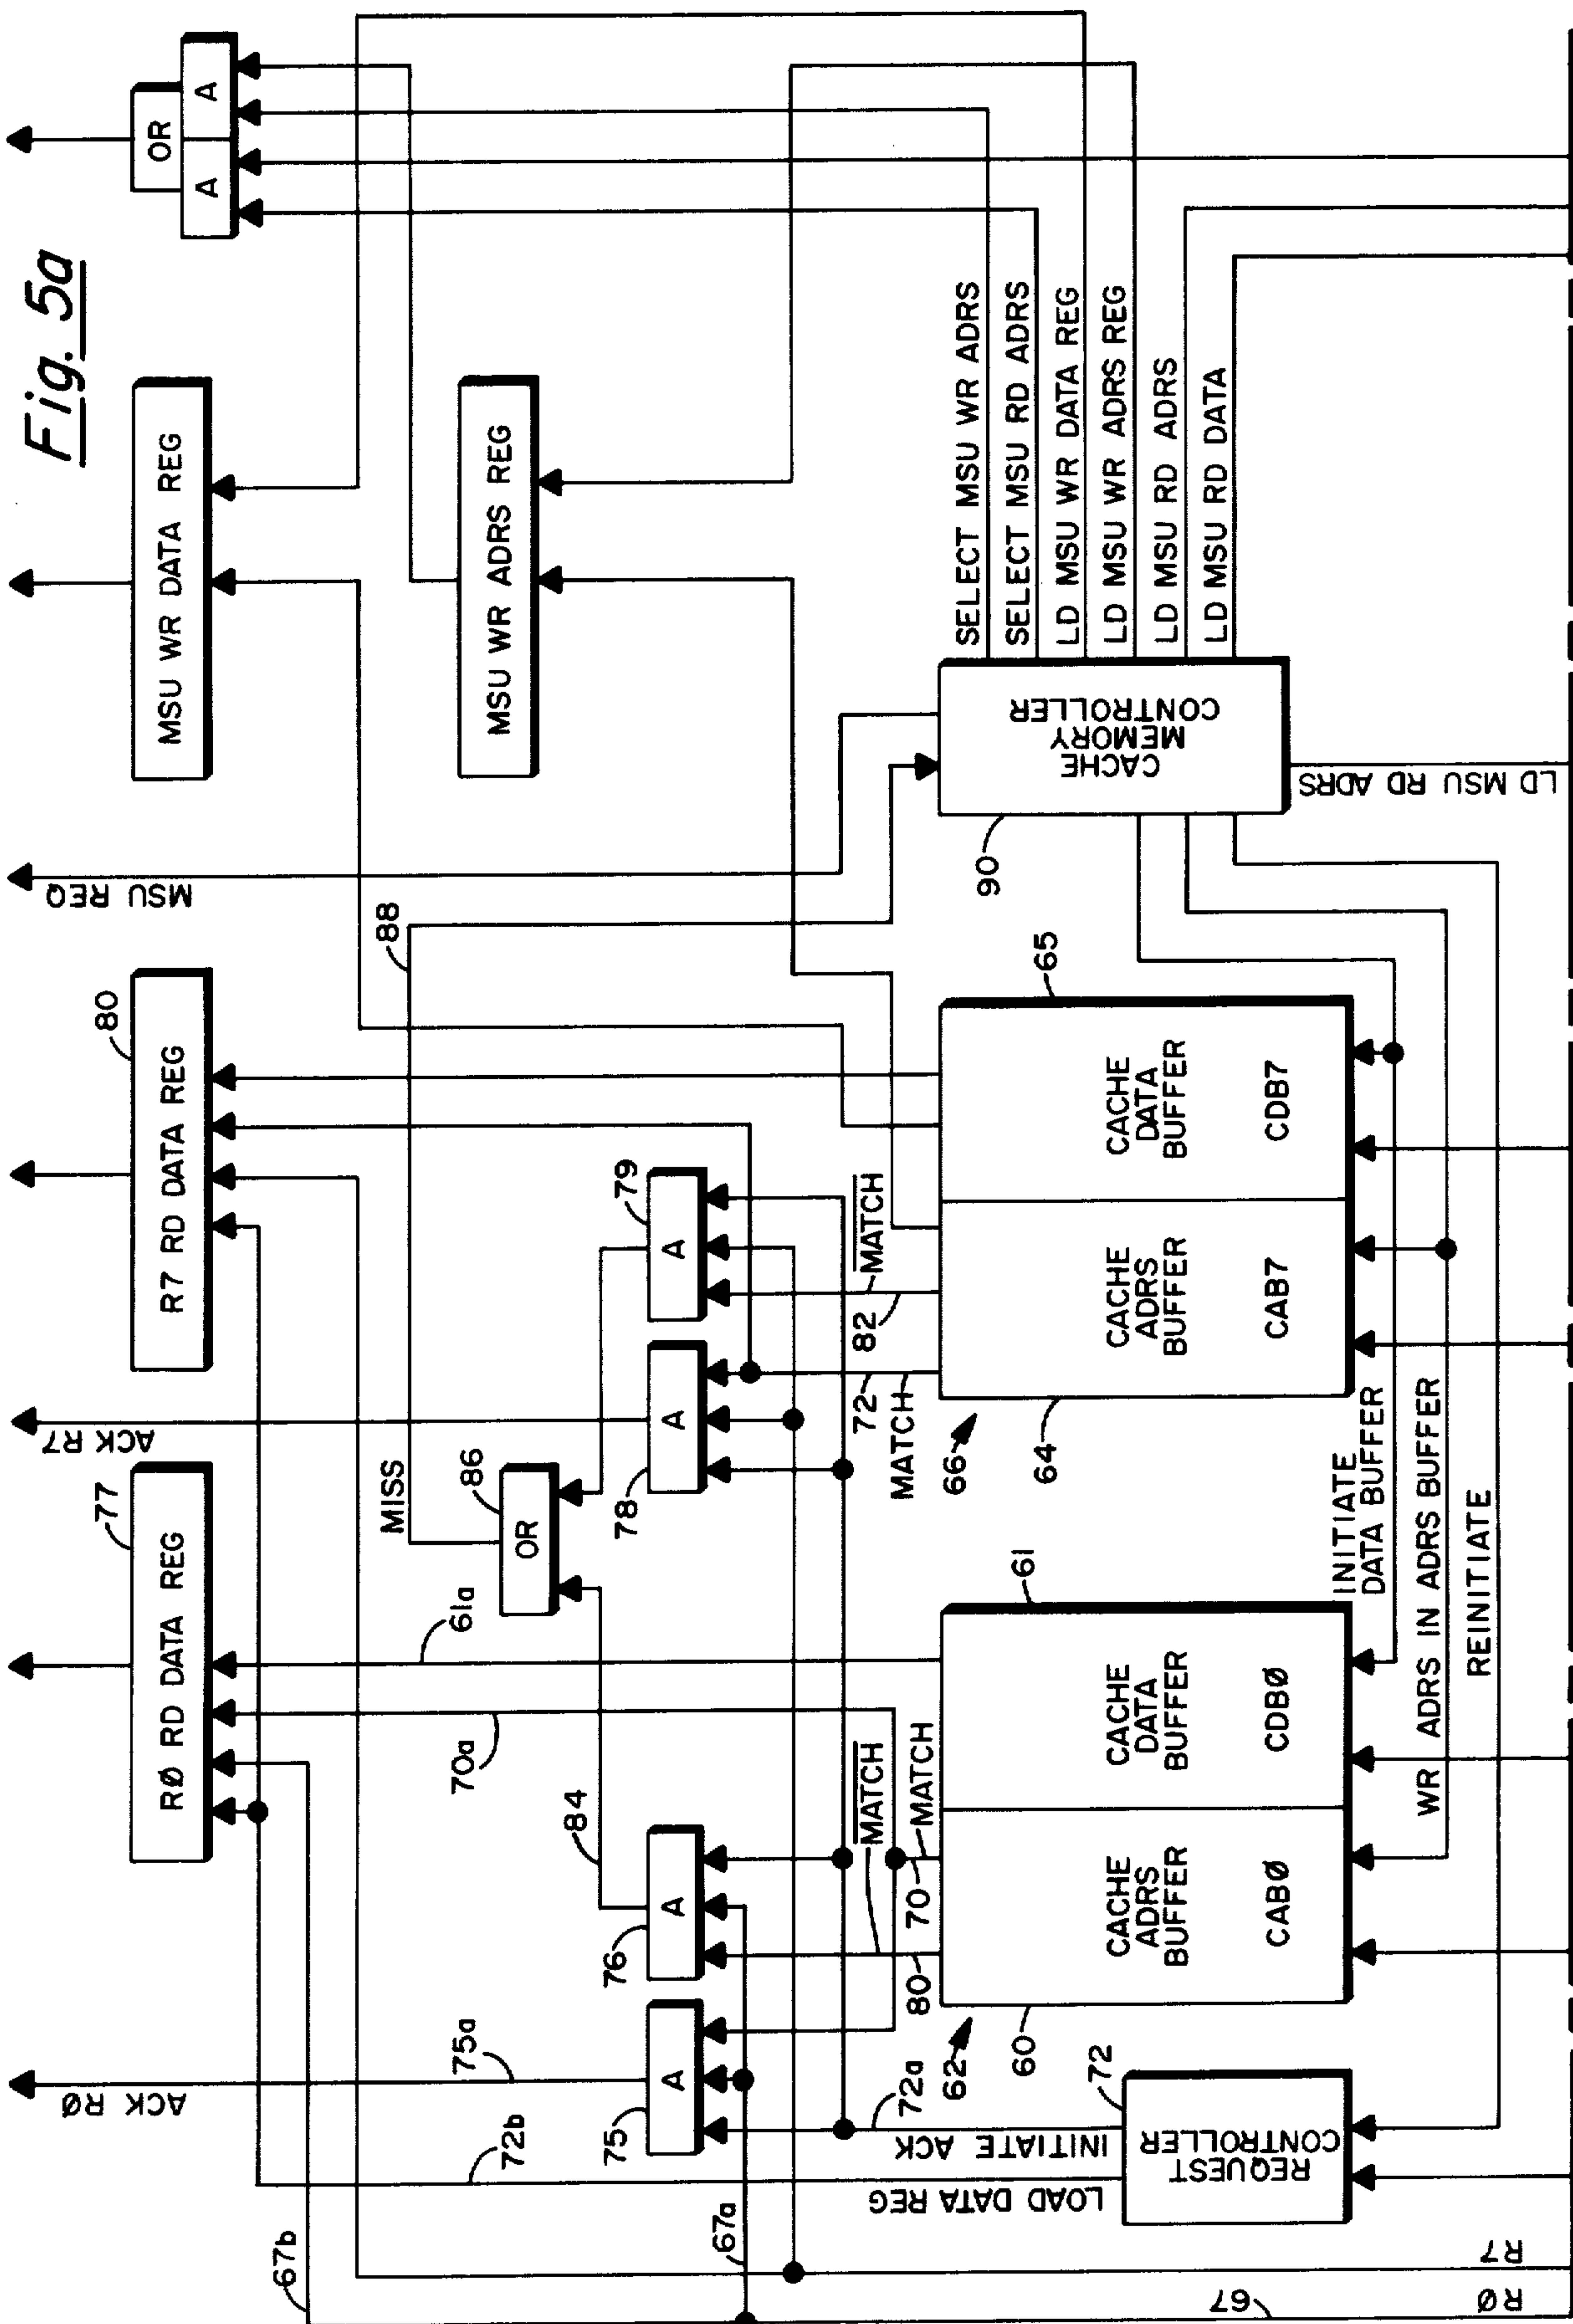 Fig. 5a
ACK RØ
75a
72b
67b
RØ RD DATA REG
77
ACK R7
R7 RD DATA REG
80
MSU REQ
MSU WR DATA REG
OR
A
A
MSU WR ADRS REG
61a
70a
MISS
88
86
OR
84
75
A
76
A
78
A
79
A
67a
72a
INITIATE ACK
LOAD DATA REG
80
MATCH
70
MATCH
72
MATCH
82
MATCH
62
60
61
66
64
65
90
72
REQUEST
CONTROLLER
CACHE
ADRS
BUFFER
CABØ
CACHE
DATA
BUFFER
CDBØ
CACHE
ADRS
BUFFER
CAB7
CACHE
DATA
BUFFER
CDB7
CACHE
MEMORY
CONTROLLER
SELECT MSU WR ADRS
SELECT MSU RD ADRS
LD MSU WR DATA REG
LD MSU WR ADRS REG
LD MSU RD ADRS
LD MSU RD DATA
LD MSU RD ADRS
INITIATE
DATA BUFFER
WR ADRS IN ADRS BUFFER
REINITIATE
R7
RØ
67